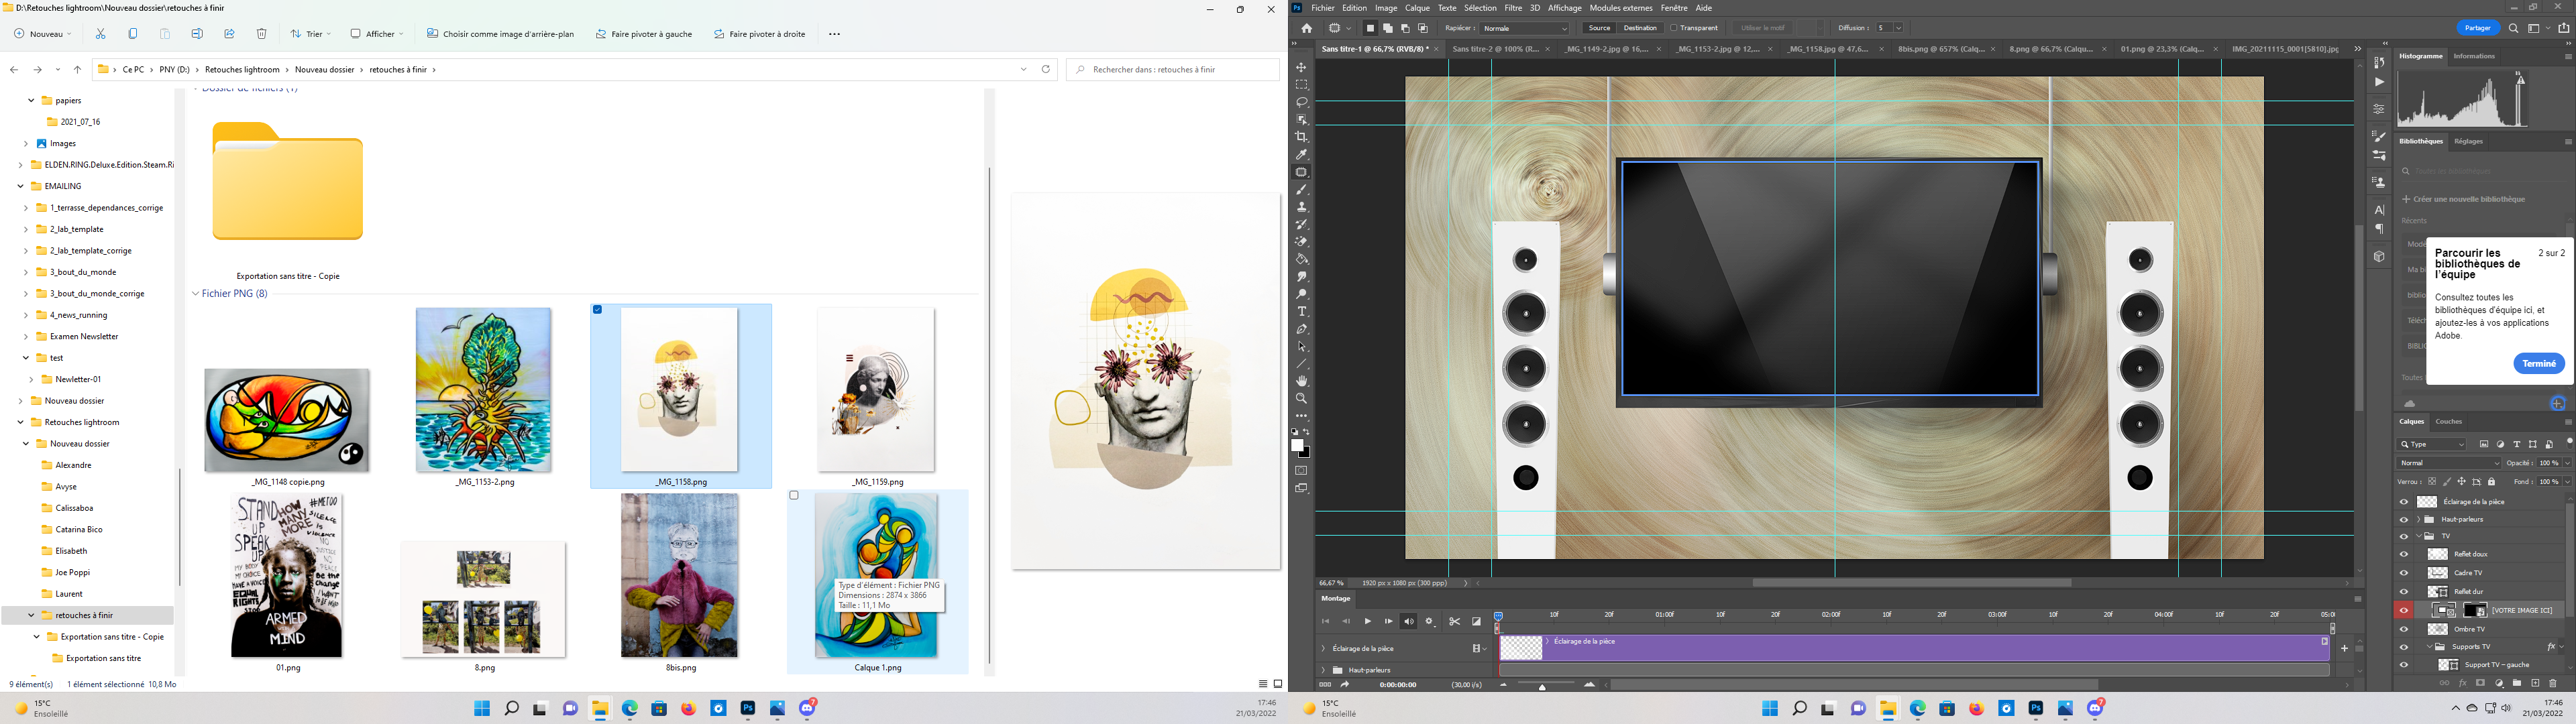 D:\Retouches lightroom\Nouveau dossier\retouches à finir
Nouveau
Trier
Afficher
Choisir comme image d'arrière-plan
Faire pivoter à gauche
Faire pivoter à droite
Ce PC > PNY (D:) > Retouches lightroom > Nouveau dossier > retouches à finir >
Rechercher dans : retouches à finir
papiers
2021_07_16
Images
ELDEN.RING.Deluxe.Edition.Steam.Ri
EMAILING
1_terrasse_dependances_corrige
2_lab_template
2_lab_template_corrige
3_bout_du_monde
3_bout_du_monde_corrige
4_news_running
Examen Newsletter
test
Newletter-01
Nouveau dossier
Retouches lightroom
Nouveau dossier
Alexandre
Avyse
Calissaboa
Catarina Bico
Elisabeth
Joe Poppi
Laurent
retouches à finir
Exportation sans titre - Copie
Exportation sans titre
Dossier de fichiers (1)
Exportation sans titre - Copie
Fichier PNG (8)
_MG_1148 copie.png
_MG_1153-2.png
_MG_1158.png
_MG_1159.png
STAND UP SPEAK UP
HOW MANY MORE
#METOO
ARMED
MIND
01.png
8.png
8bis.png
Calque 1.png
Type d'élément : Fichier PNG
Dimensions : 2874 x 3866
Taille : 11,1 Mo
9 élément(s) 1 élément sélectionné 10,8 Mo
15°C
Ensoleillé
17:46
21/03/2022
Ps
Fichier Edition Image Calque Texte Sélection Filtre 3D Affichage Modules externes Fenêtre Aide
Rapiécer : Normale Source Destination Transparent Utiliser le motif Diffusion : 5
Partager
Sans titre-1 @ 66,7% (RVB/8) *
Sans titre-2 @ 100% (R...
_MG_1149-2.jpg @ 16,...
_MG_1153-2.jpg @ 12,...
_MG_1158.jpg @ 47,6...
8bis.png @ 657% (Calq...
8.png @ 66,7% (Calqu...
01.png @ 23,3% (Calq...
IMG_20211115_0001[5810].jpg
Histogramme Informations
Bibliothèques Réglages
Créer une nouvelle bibliothèque
Récents
Parcourir les bibliothèques de l'équipe
2 sur 2
Consultez toutes les
bibliothèques d'équipe ici, et
ajoutez-les à vos applications
Adobe.
Terminé
Calques Couches
Type
Normal Opacité : 100 %
Verrou : Fond : 100 %
Éclairage de la pièce
Haut-parleurs
TV
Reflet doux
Cadre TV
Reflet dur
[VOTRE IMAGE ICI]
Ombre TV
Supports TV
fx
Support TV – gauche
66,67 % 1920 px x 1080 px (300 ppp)
Montage
10f 20f 01:00f 10f 20f 02:00f 10f 20f 03:00f 10f 20f 04:00f 10f 20f 05:0
Éclairage de la pièce
Éclairage de la pièce
Haut-parleurs
0:00:00:00 (30,00 i/s)
15°C
Ensoleillé
17:46
21/03/2022